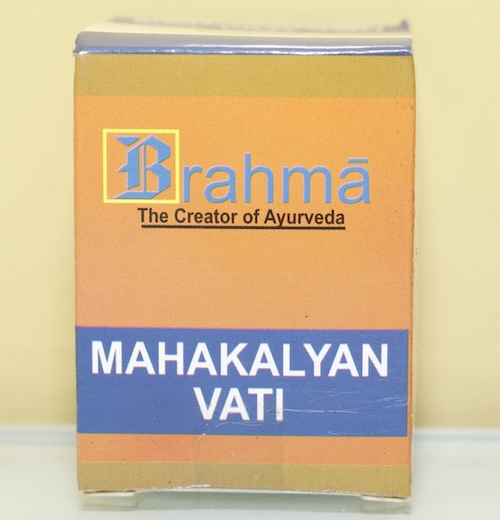 Brahmā
The Creator of Ayurveda
MAHAKALYAN
VATI